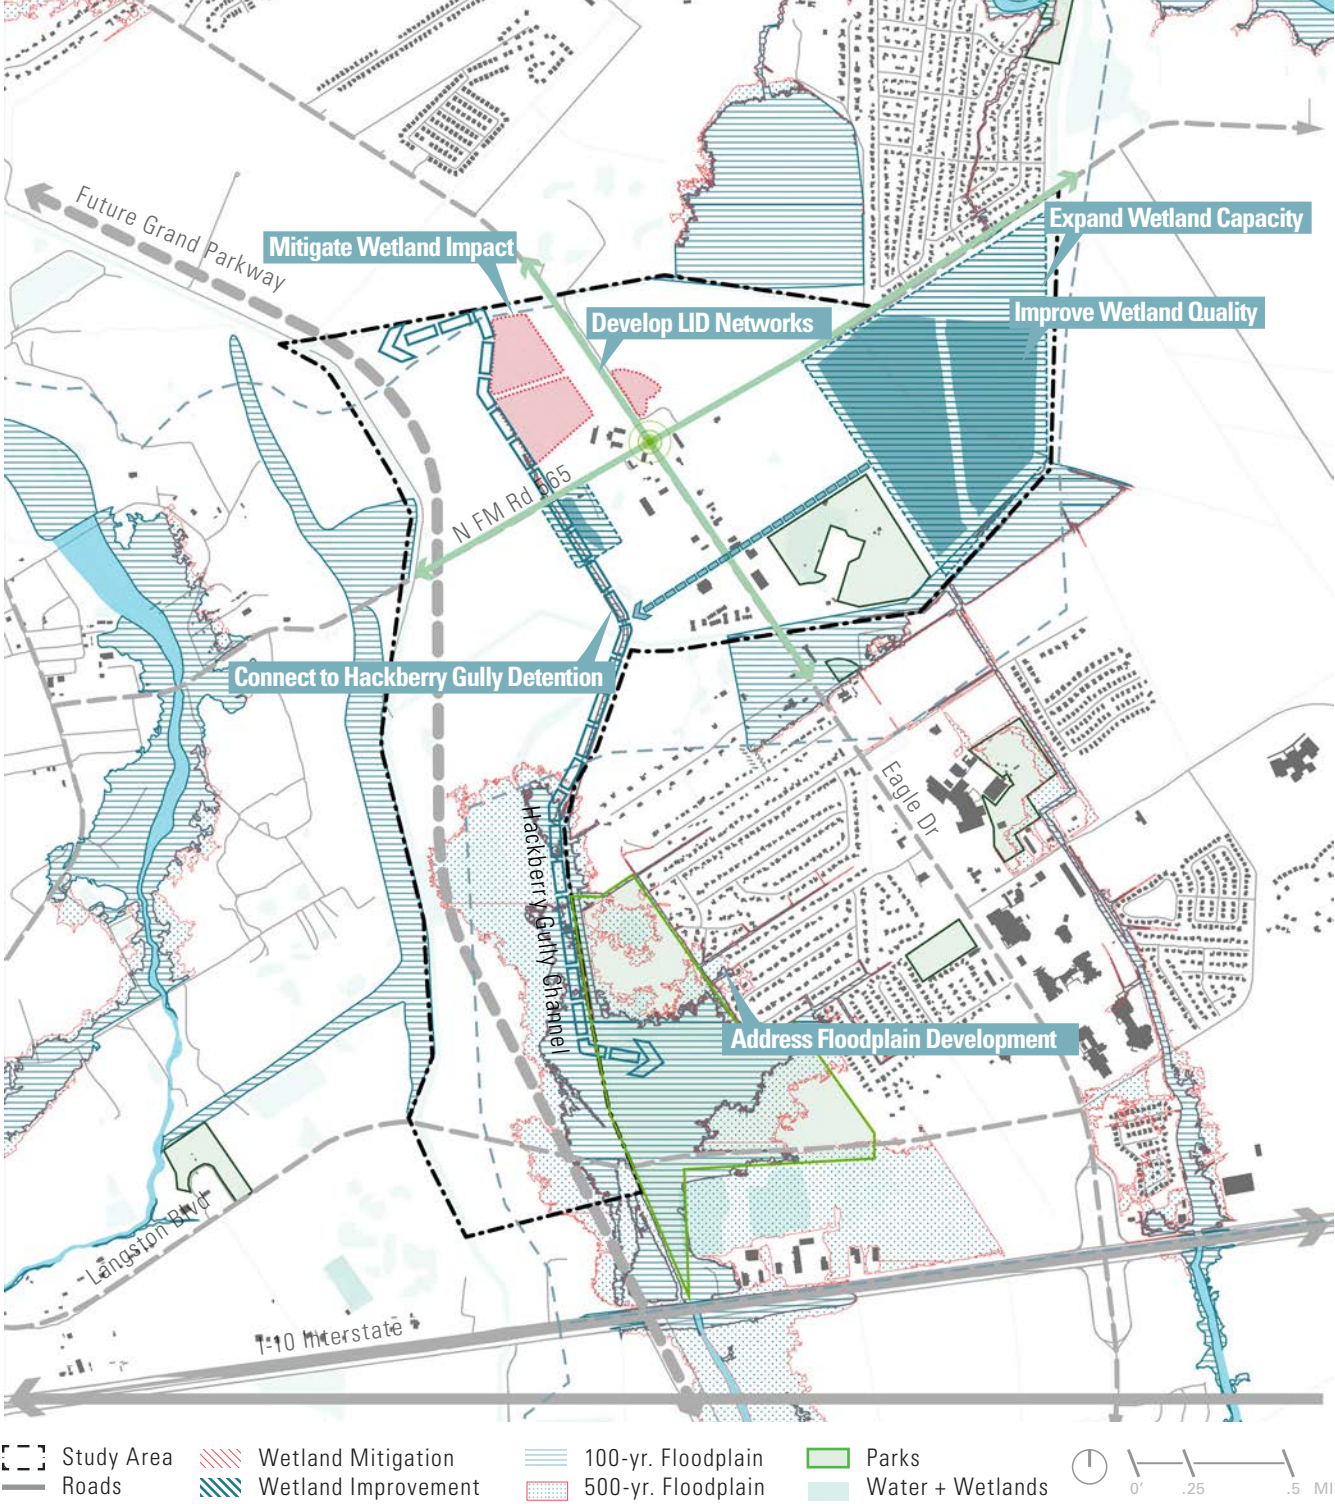 Future Grand Parkway
Mitigate Wetland Impact
Expand Wetland Capacity
Improve Wetland Quality
Develop LID Networks
N FM Rd 565
Connect to Hackberry Gully Detention
Eagle Dr
Hackberry Gully Channel
Address Floodplain Development
Langston Blvd
I-10 Interstate
Study Area
Roads
Wetland Mitigation
Wetland Improvement
100-yr. Floodplain
500-yr. Floodplain
Parks
Water + Wetlands
0' .25 .5 MI